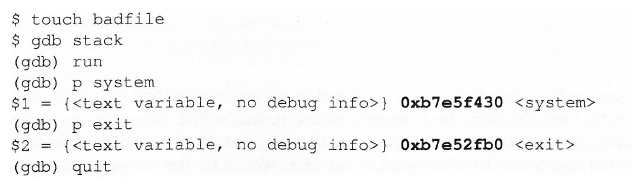 $ touch badfile
$ gdb stack
(gdb) run
(gdb) p system
$1 = {<text variable, no debug info>} 0xb7e5f430 <system>
(gdb) p exit
$2 = {<text variable, no debug info>} 0xb7e52fb0 <exit>
(gdb) quit